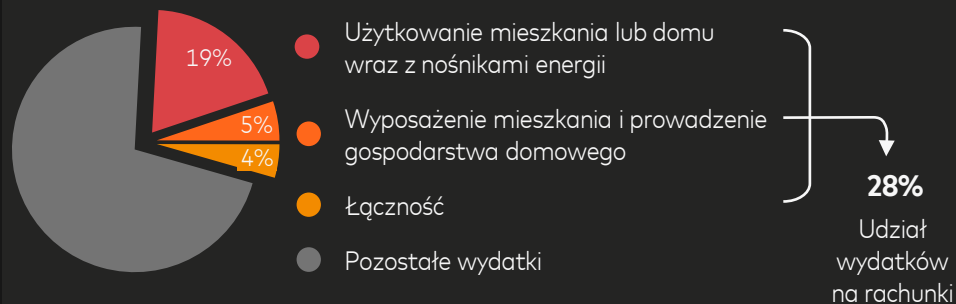 19%
5%
4%
Użytkowanie mieszkania lub domu
wraz z nośnikami energii
Wyposażenie mieszkania i prowadzenie
gospodarstwa domowego
Łączność
Pozostałe wydatki
28%
Udział
wydatków
na rachunki